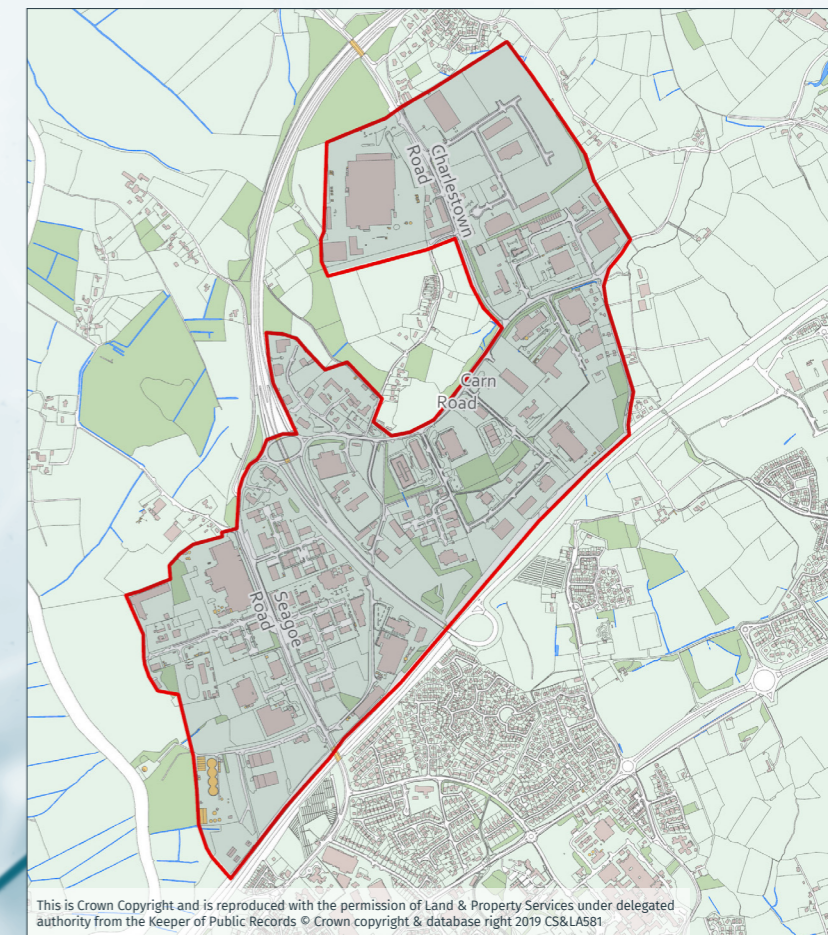 Charlestown
Road
Carn
Road
Seagoe
Road
This is Crown Copyright and is reproduced with the permission of Land & Property Services under delegated
authority from the Keeper of Public Records © Crown copyright & database right 2019 CS&LA581